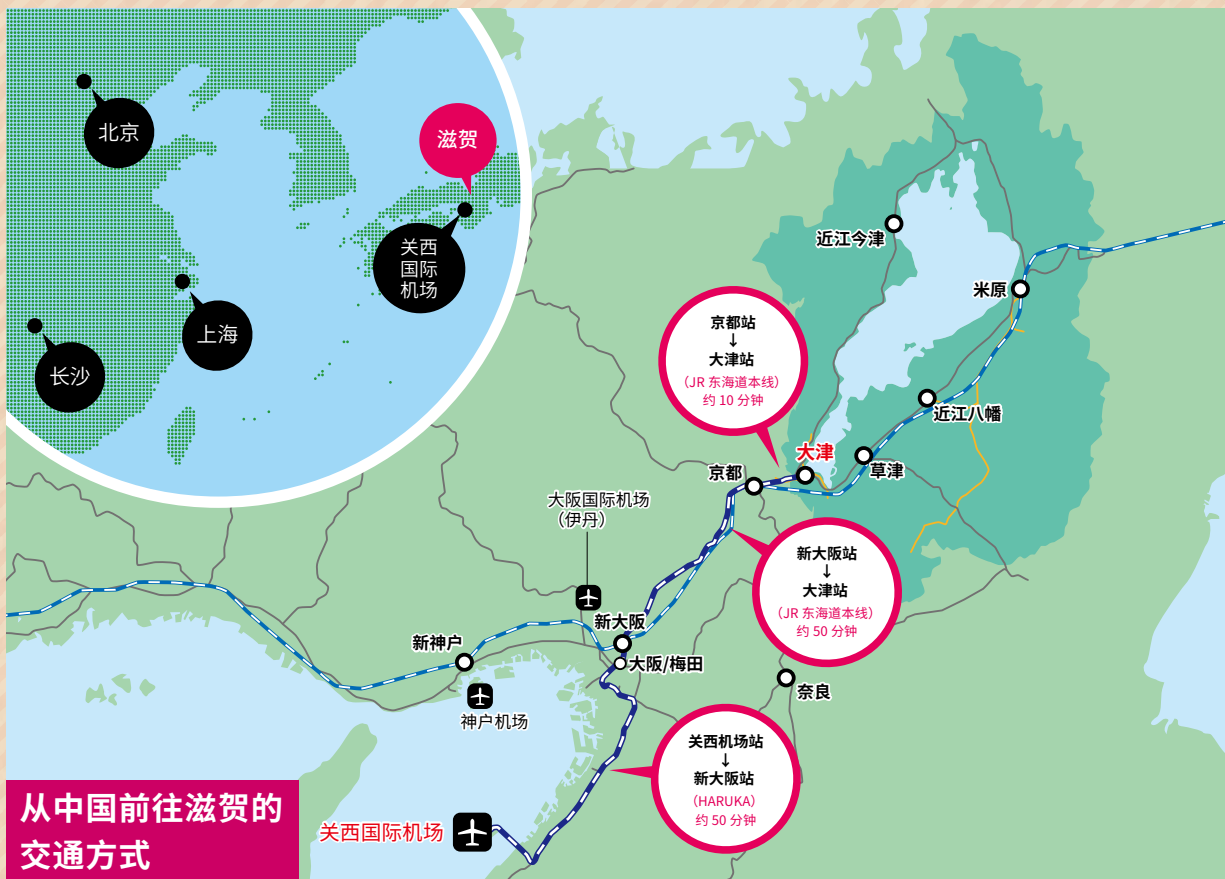 北京
滋贺
关西
国际
机场
上海
长沙
近江今津
米原
京都站
↓
大津站
（JR 东海道本线）
约 10 分钟
近江八幡
大津
草津
京都
大阪国际机场
（伊丹）
新大阪站
↓
大津站
（JR 东海道本线）
约 50 分钟
新大阪
新神户
大阪/梅田
奈良
神户机场
关西机场站
↓
新大阪站
（HARUKA）
约 50 分钟
从中国前往滋贺的
交通方式
关西国际机场